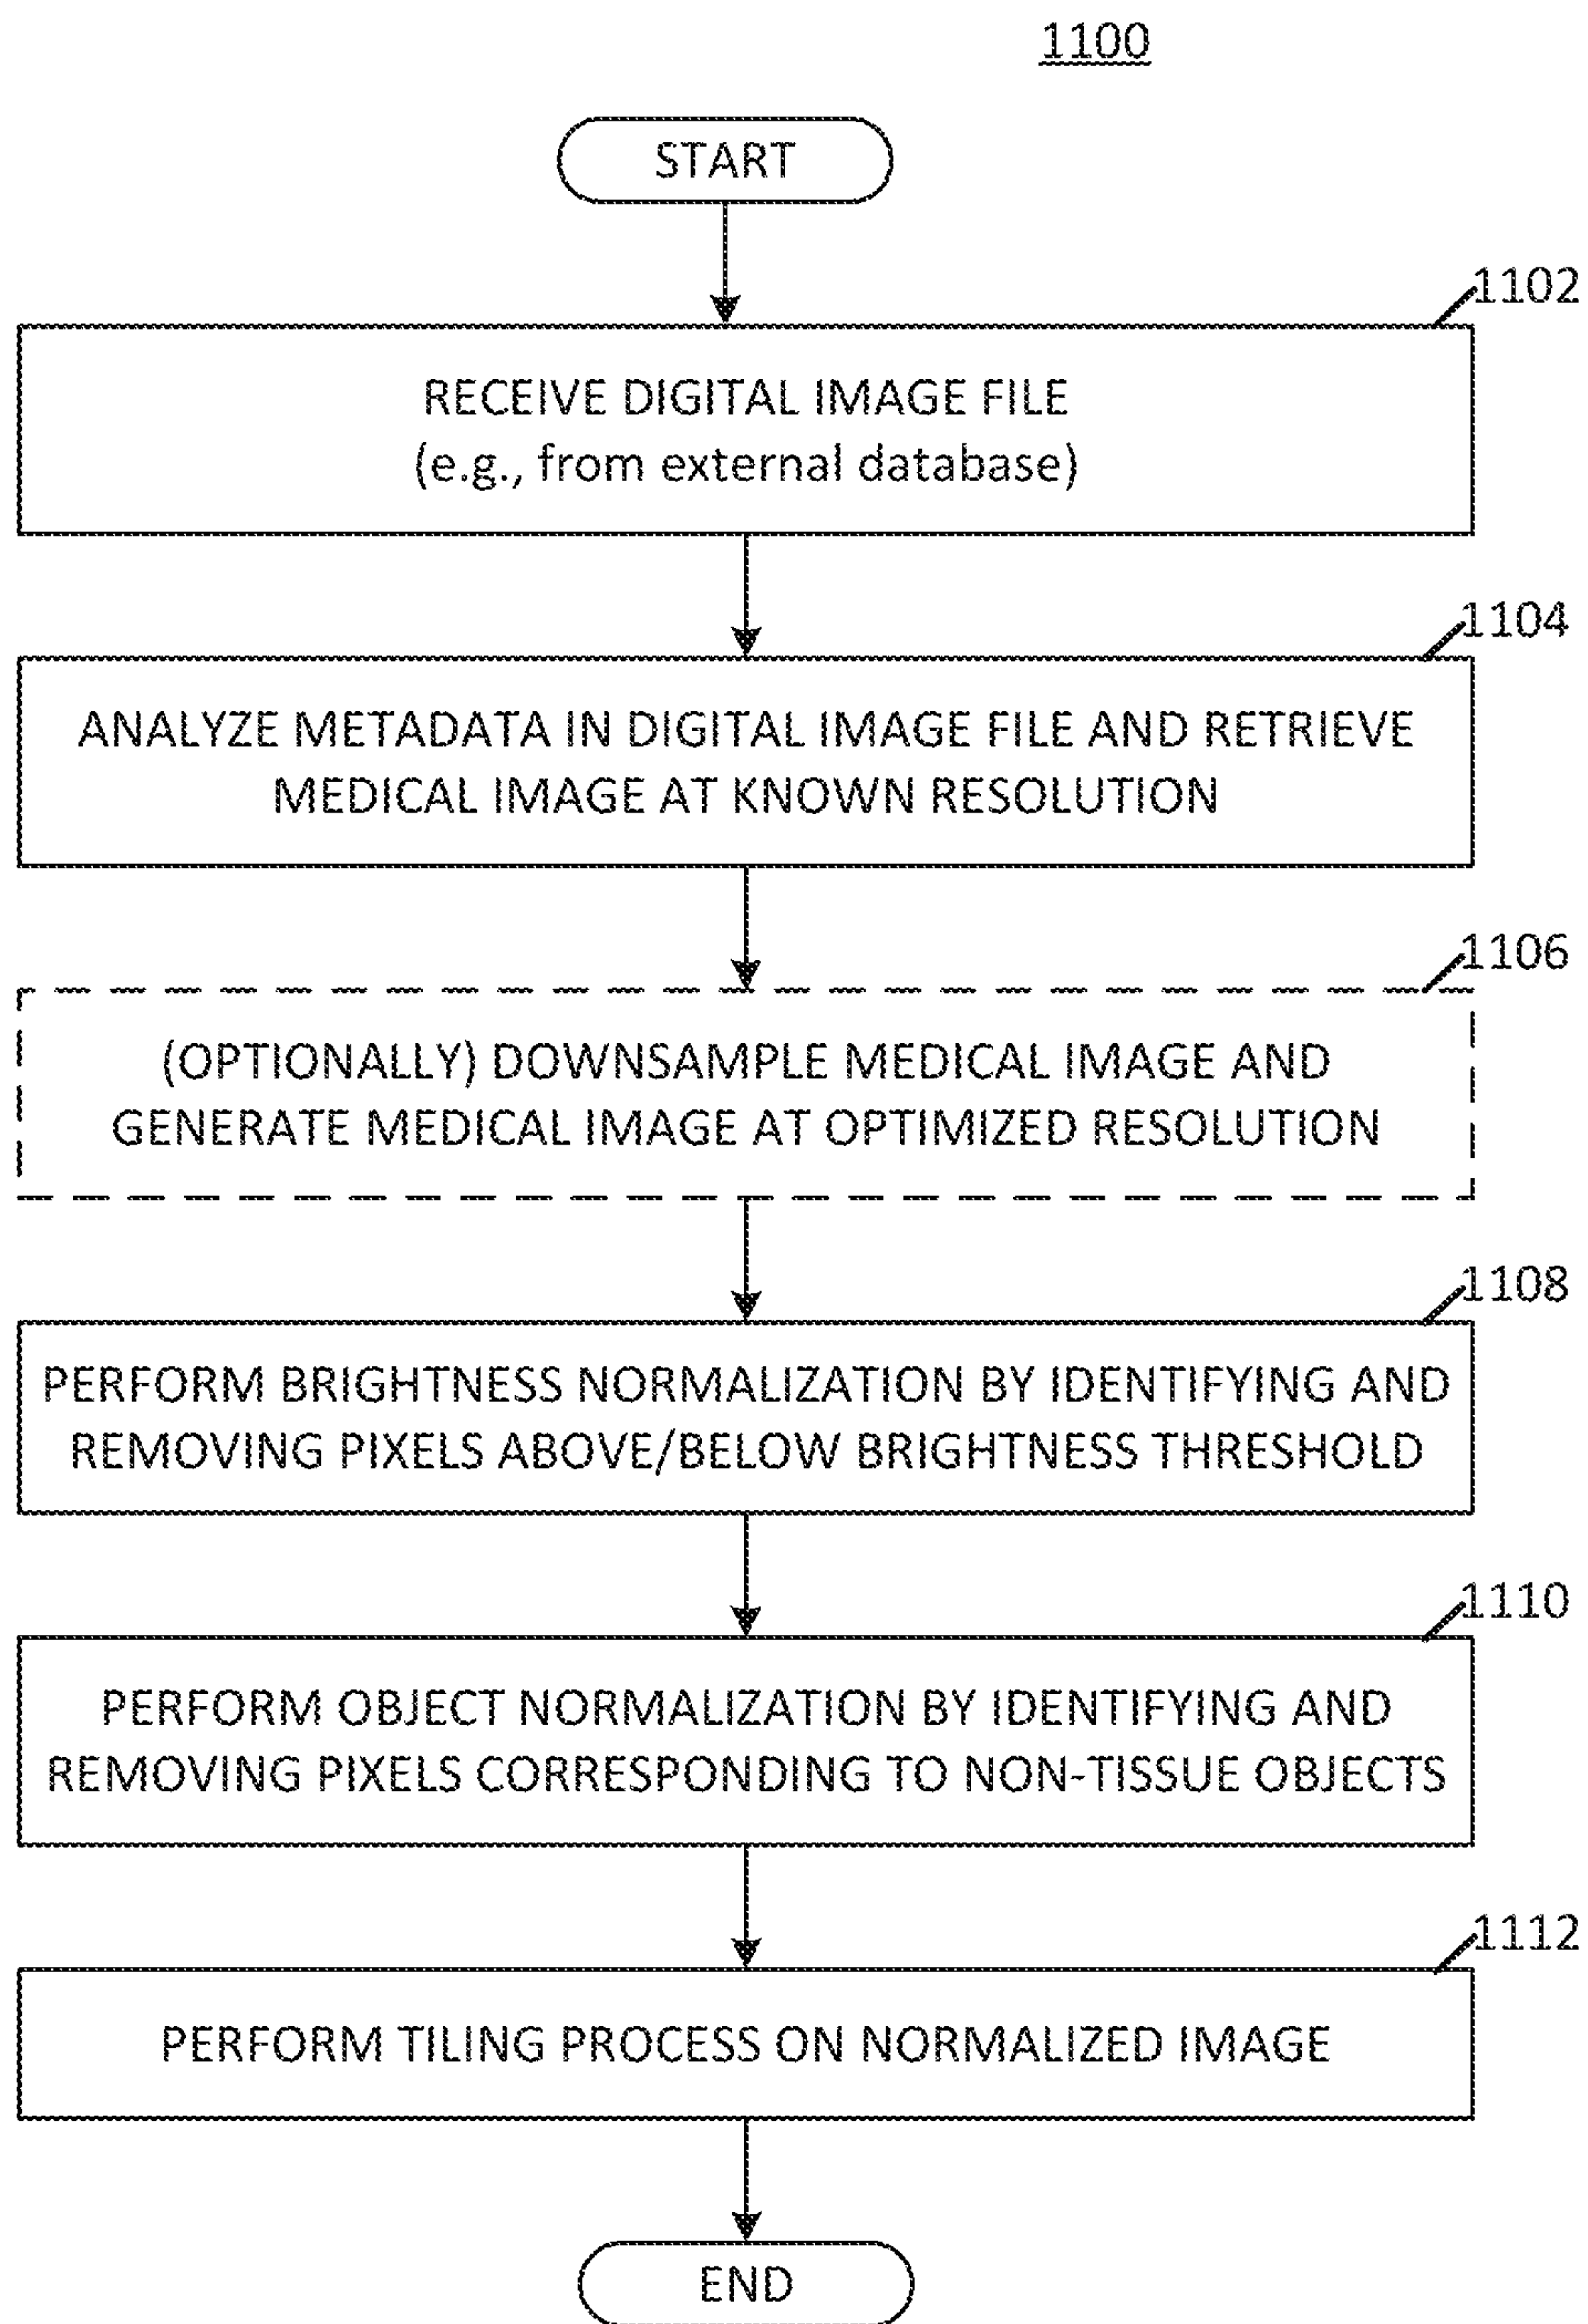 1100
START
1102
RECEIVE DIGITAL IMAGE FILE
(e.g., from external database)
1104
ANALYZE METADATA IN DIGITAL IMAGE FILE AND RETRIEVE
MEDICAL IMAGE AT KNOWN RESOLUTION
1106
(OPTIONALLY) DOWNSAMPLE MEDICAL IMAGE AND
GENERATE MEDICAL IMAGE AT OPTIMIZED RESOLUTION
1108
PERFORM BRIGHTNESS NORMALIZATION BY IDENTIFYING AND
REMOVING PIXELS ABOVE/BELOW BRIGHTNESS THRESHOLD
1110
PERFORM OBJECT NORMALIZATION BY IDENTIFYING AND
REMOVING PIXELS CORRESPONDING TO NON-TISSUE OBJECTS
1112
PERFORM TILING PROCESS ON NORMALIZED IMAGE
END